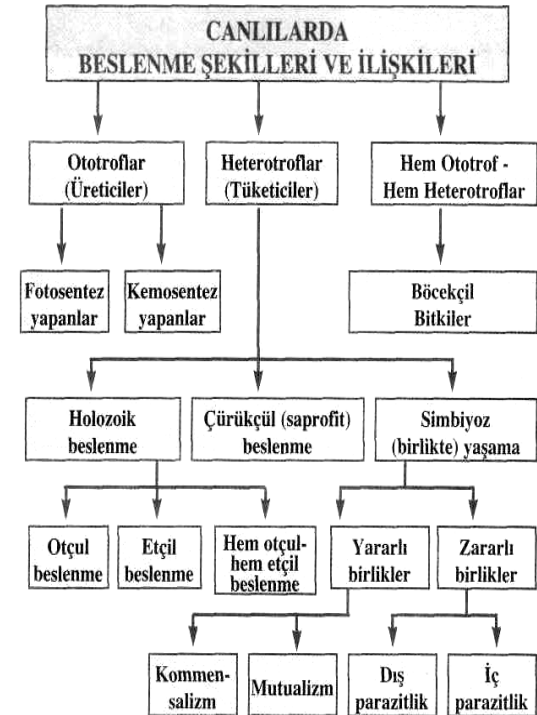 CANLILARDA
BESLENME ŞEKİLLERİ VE İLİŞKİLERİ
Ototroflar
(Üreticiler)
Heterotroflar
(Tüketiciler)
Hem Ototrof -
Hem Heterotroflar
Fotosentez
yapanlar
Kemosentez
yapanlar
Böcekçil
Bitkiler
Holozoik
beslenme
Çürükçül (saprofit)
beslenme
Simbiyoz
(birlikte) yaşama
Otçul
beslenme
Etçil
beslenme
Hem otçul-
hem etçil
beslenme
Yararlı
birlikler
Zararlı
birlikler
Kommen-
salizm
Mutualizm
Dış
parazitlik
İç
parazitlik